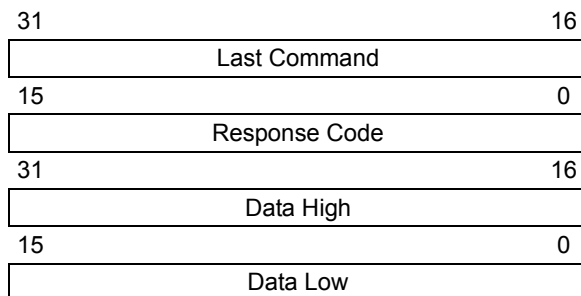 31 16
Last Command
15 0
Response Code
31 16
Data High
15 0
Data Low